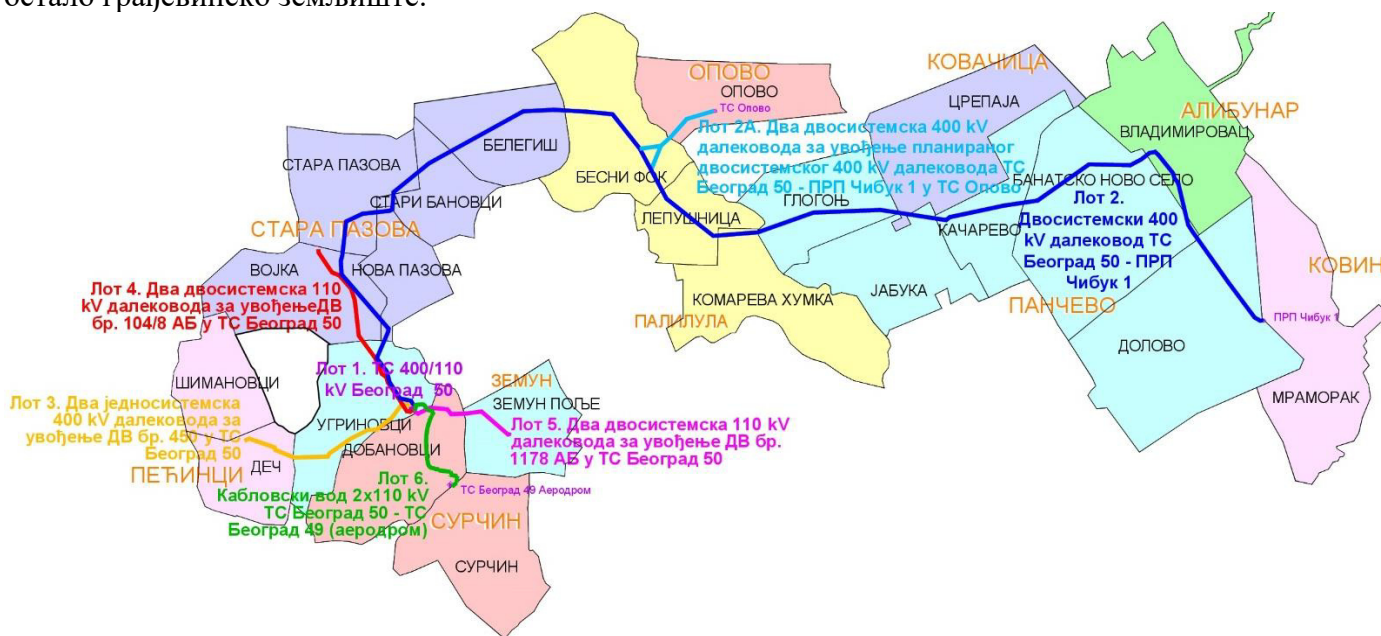 остало грађевинско земљиште.
ОПОВО
ОПОВО
ТС Опово
КОВАЧИЦА
ЦРЕПАЈА
АЛИБУНАР
ВЛАДИМИРОВАЦ
БЕЛЕГИШ
СТАРА ПАЗОВА
СТАРИ БАНОВЦИ
СТАРА ПАЗОВА
БЕСНИ ФОК
Лот 2А. Два двосистемска 400 kV
далековода за увођење планираног
двосистемског 400 kV далековода ТС
Београд 50 - ПРП Чибук 1 у ТС Опово
ГЛОГОЊ
ЛЕПУШНИЦА
БАНАТСКО НОВО СЕЛО
Лот 2.
Двосистемски 400
kV далековод ТС
Београд 50 - ПРП
Чибук 1
КАЧАРЕВО
ВОЈКА
НОВА ПАЗОВА
КОВИН
Лот 4. Два двосистемска 110
kV далековода за увођењеДВ
бр. 104/8 АБ у ТС Београд 50
КОМАРЕВА ХУМКА
ЈАБУКА
ПАНЧЕВО
ПАЛИЛУЛА
ПРП Чибук 1
ДОЛОВО
МРАМОРАК
Лот 1. ТС 400/110
kV Београд 50
ЗЕМУН
ЗЕМУН ПОЉЕ
ШИМАНОВЦИ
Лот 3. Два једносистемска
400 kV далековода за
увођење ДВ бр. 450 у ТС
Београд 50
УГРИНОВЦИ
ДОБАНОВЦИ
Лот 5. Два двосистемска 110 kV
далековода за увођење ДВ бр.
1178 АБ у ТС Београд 50
ПЕЋИНЦИ
ДЕЧ
Лот 6.
Кабловски вод 2x110 kV
ТС Београд 50 - ТС
Београд 49 (аеродром)
ТС Београд 49 Аеродром
СУРЧИН
СУРЧИН